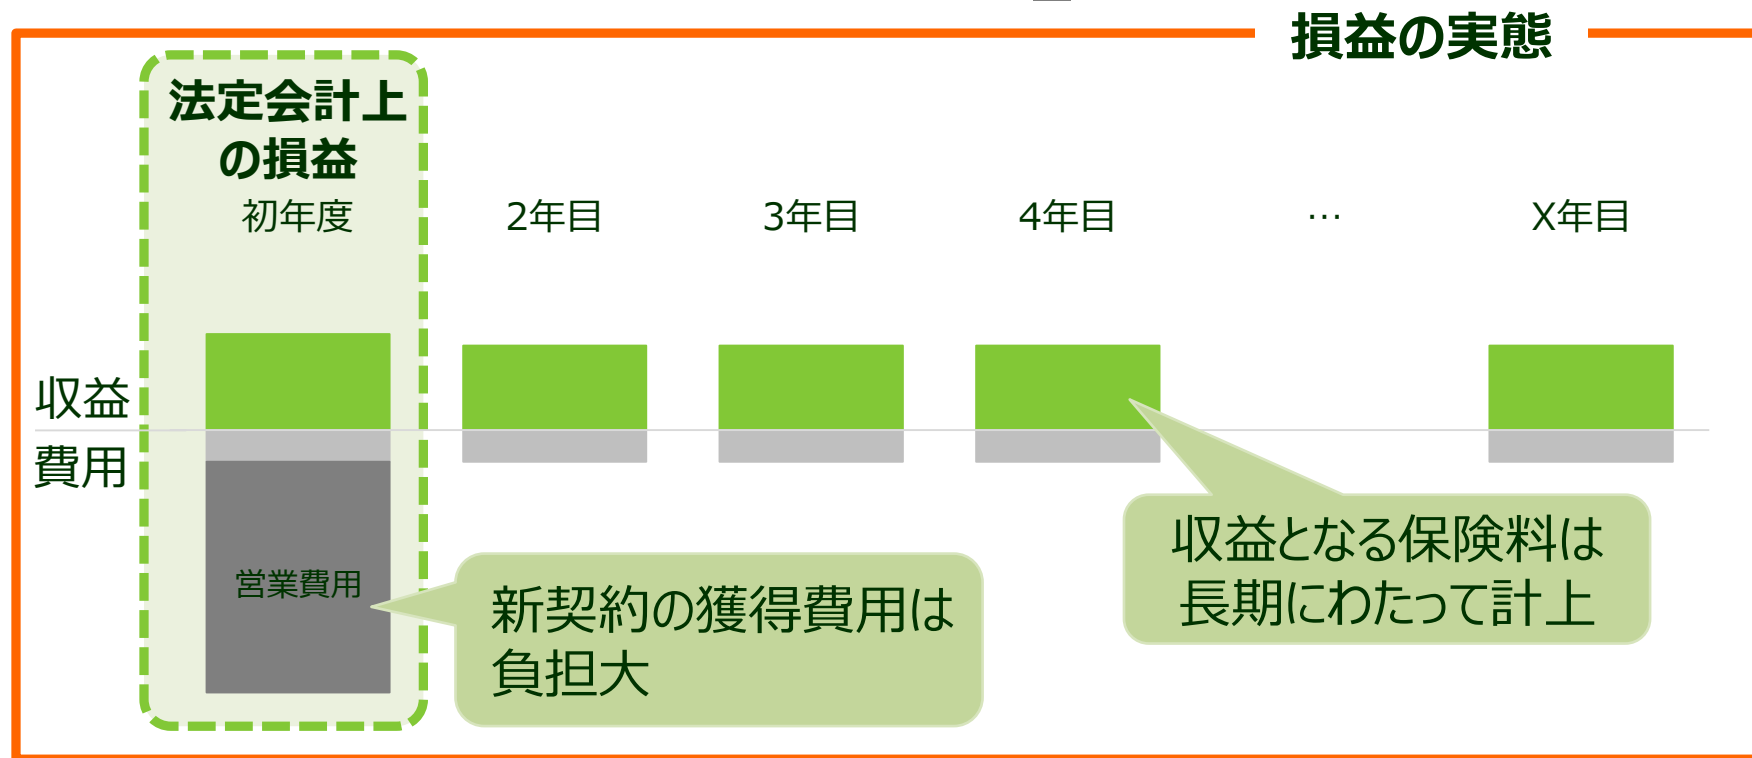 損益の実態
法定会計上
の損益
初年度
2年目
3年目
4年目
…
X年目
収益
費用
営業費用
新契約の獲得費用は
負担大
収益となる保険料は
長期にわたって計上